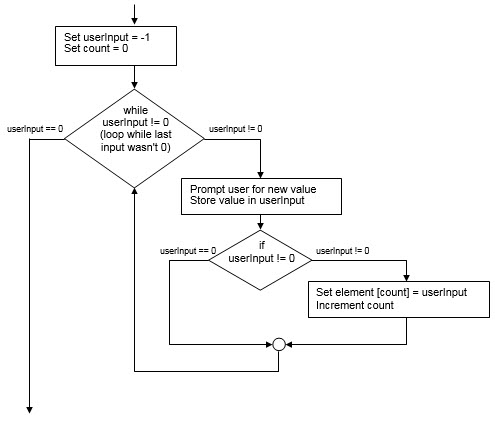 Set userInput = -1
Set count = 0
while
userInput != 0
(loop while last
input wasn't 0)
userInput == 0
userInput != 0
Prompt user for new value
Store value in userInput
if
userInput != 0
userInput == 0
userInput != 0
Set element [count] = userInput
Increment count